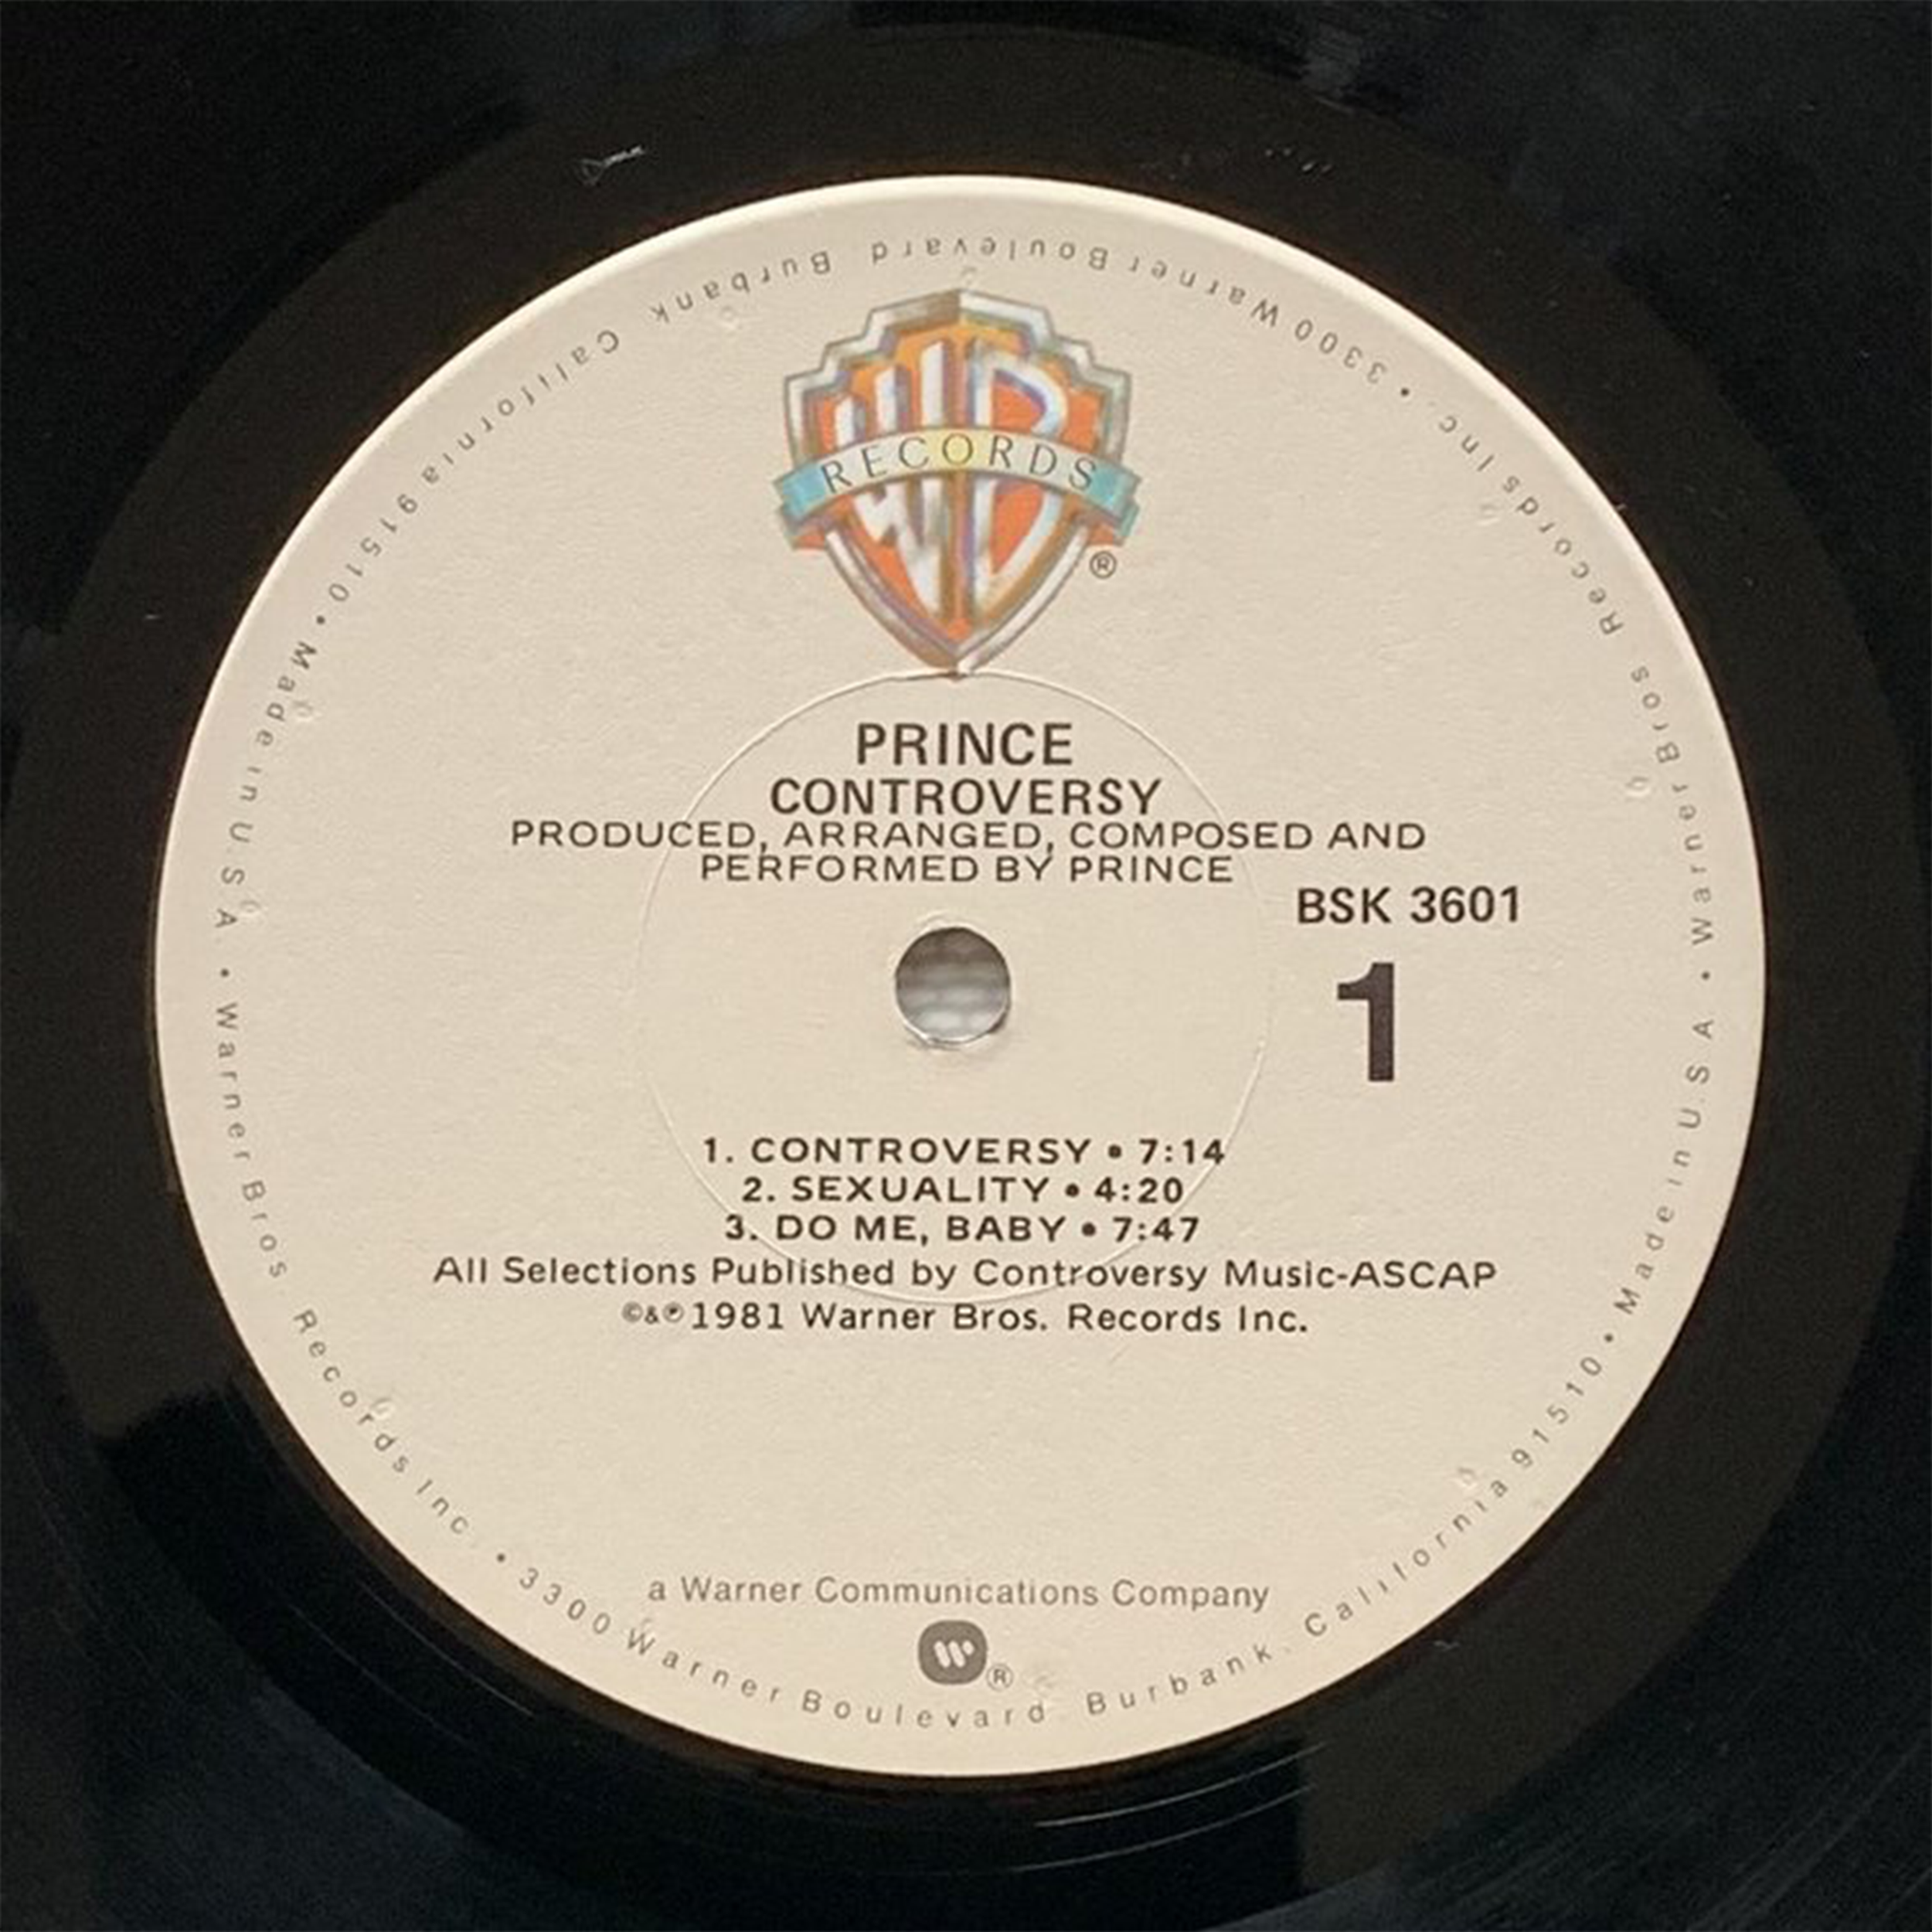 WB
RECORDS
®
PRINCE
CONTROVERSY
PRODUCED, ARRANGED, COMPOSED AND
PERFORMED BY PRINCE
BSK 3601
1
1. CONTROVERSY • 7:14
2. SEXUALITY • 4:20
3. DO ME, BABY • 7:47
All Selections Published by Controversy Music-ASCAP
©&℗1981 Warner Bros. Records Inc.
a Warner Communications Company
W®
• Warner Bros. Records Inc. • 3300 Warner Boulevard. Burbank. California 91510 • Made in U.S.A. • Warner Bros Records Inc. • 3300 Warner Boulevard Burbank California 91510 • Made in U S A